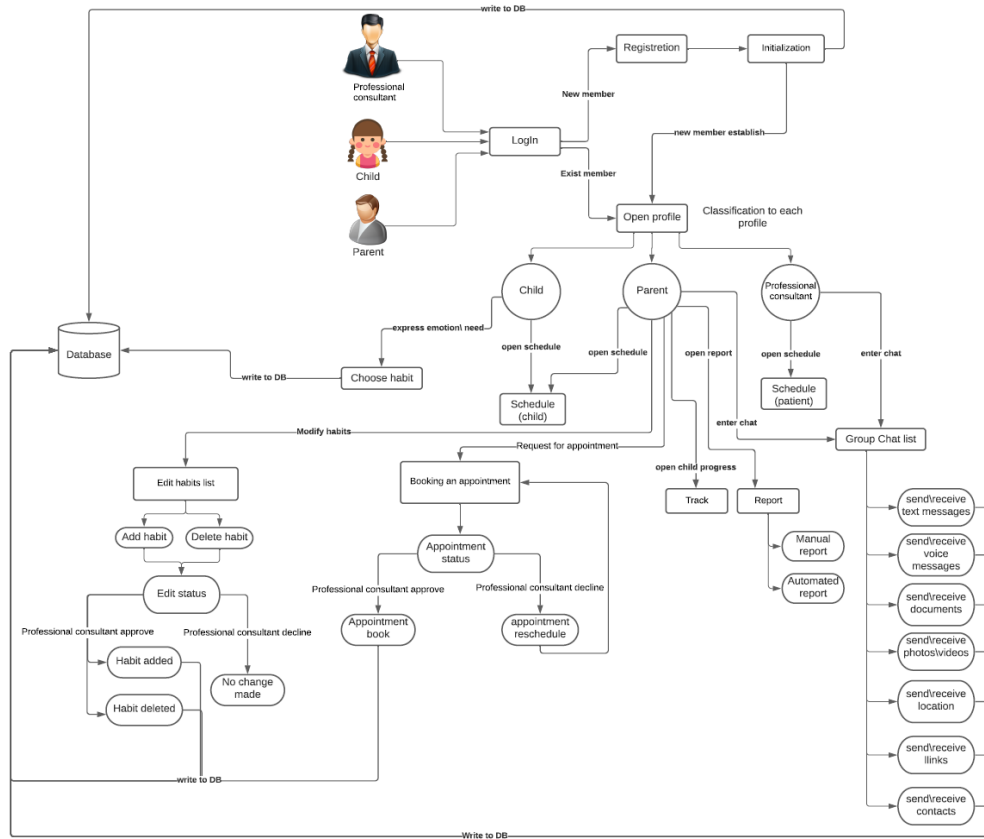 write to DB
Professional
consultant
Registretion
Initialization
New member
new member establish
LogIn
Child
Exist member
Parent
Open profile
Classification to each
profile
Child
Parent
Professional
consultant
express emotion\ need
open schedule
open schedule
open report
open schedule
enter chat
Database
write to DB
Choose habit
Schedule
(child)
Schedule
(patient)
enter chat
Modify habits
Request for appointment
Group Chat list
open child progress
Edit habits list
Booking an appointment
Track
Report
send\receive
text messages
Add habit
Delete habit
Appointment
status
Manual
report
send\receive
voice
messages
Edit status
Professional consultant approve
Professional consultant decline
Automated
report
send\receive
documents
Professional consultant approve
Professional consultant decline
Appointment
book
appointment
reschedule
send\receive
photos\videos
Habit added
No change
made
Habit deleted
send\receive
location
send\receive
llinks
write to DB
send\receive
contacts
Write to DB